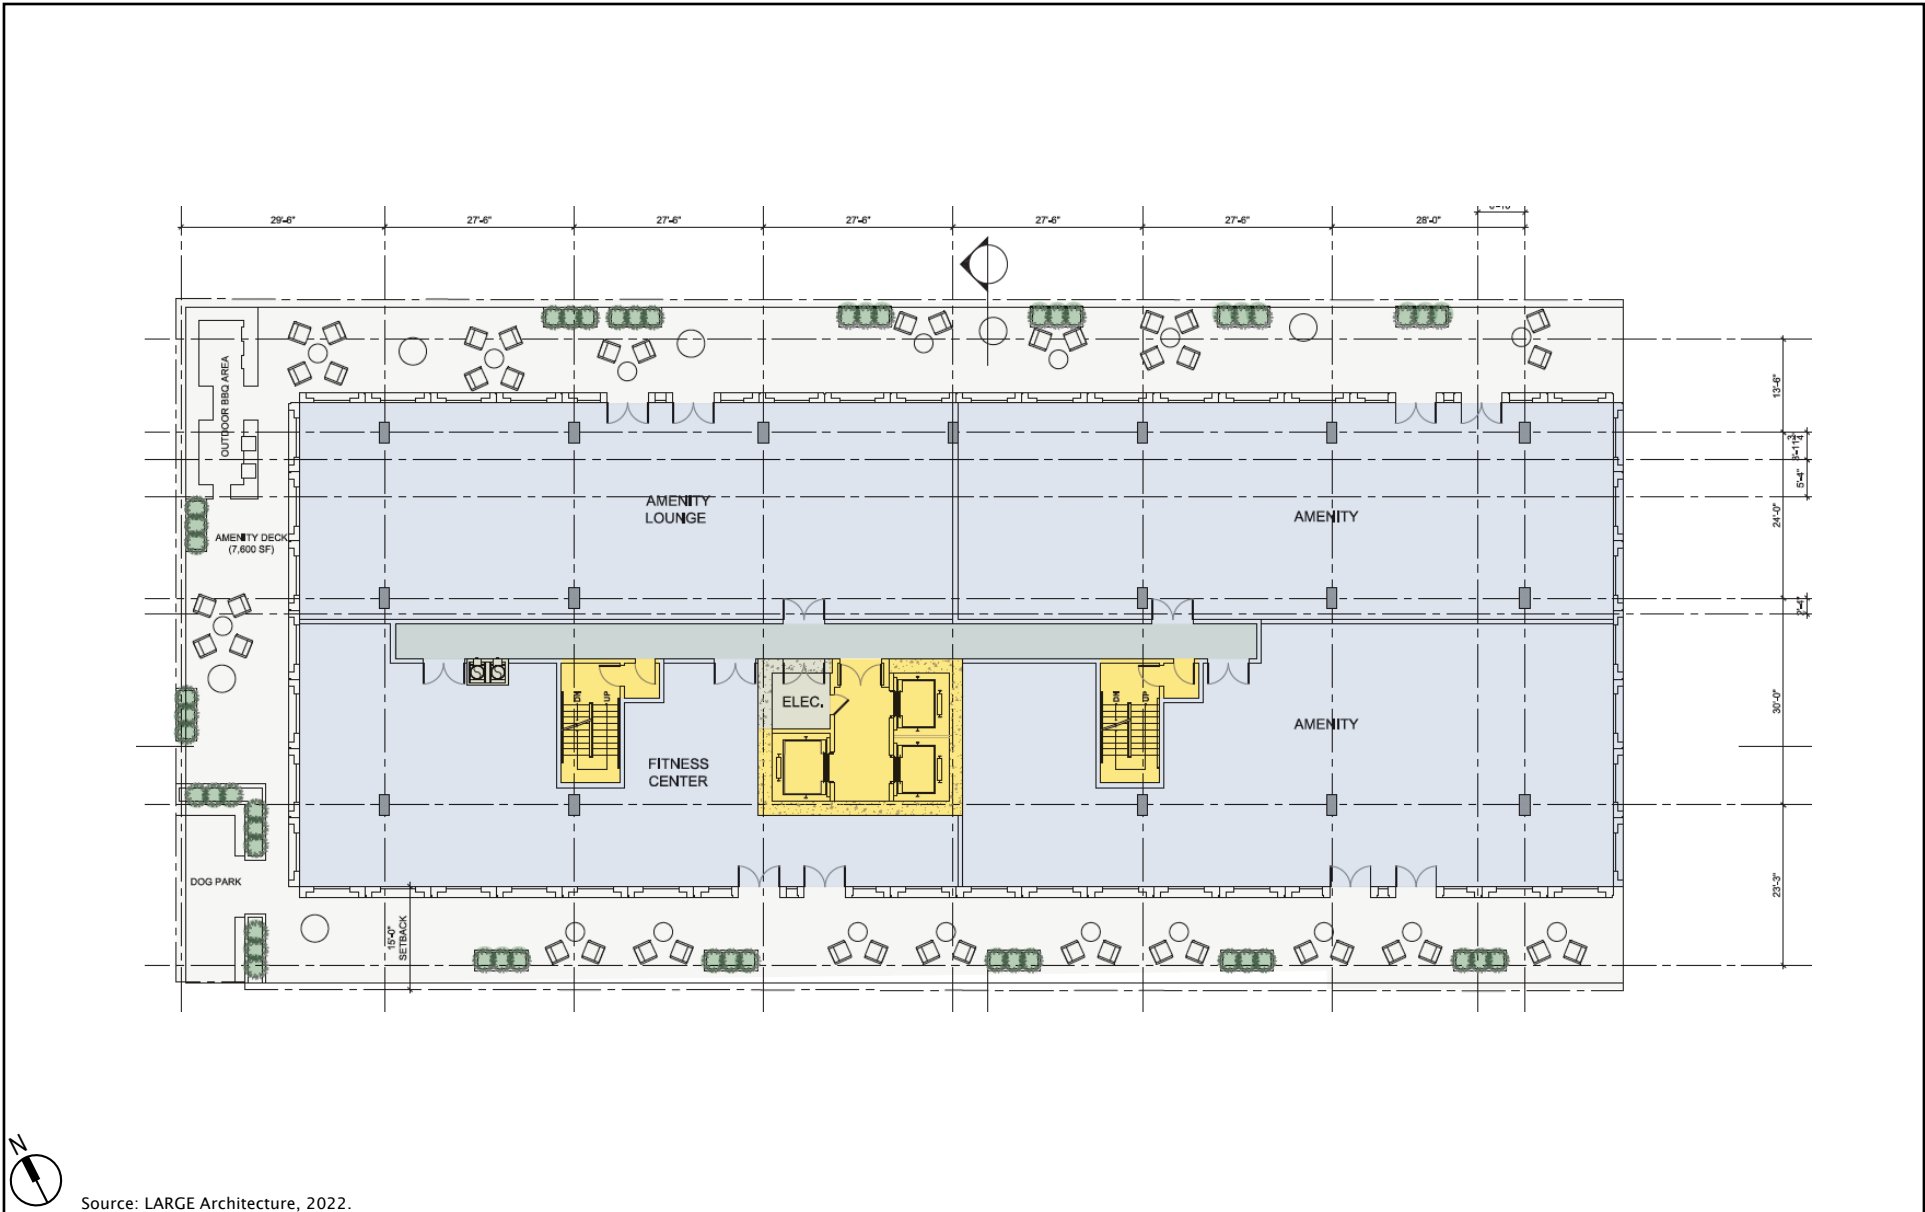 29'-6"
27'-6"
27'-6"
27'-6"
27'-6"
27'-6"
28'-0"
OUTDOOR BBQ AREA
13'-6"
5'-4"
AMENITY
LOUNGE
AMENITY
24'-0"
AMENITY DECK
(7,600 SF)
2'-4"
DN
UP
ELEC.
DN
UP
AMENITY
30'-0"
FITNESS
CENTER
DOG PARK
23'-3"
15'-0"
SETBACK
N
Source: LARGE Architecture, 2022.